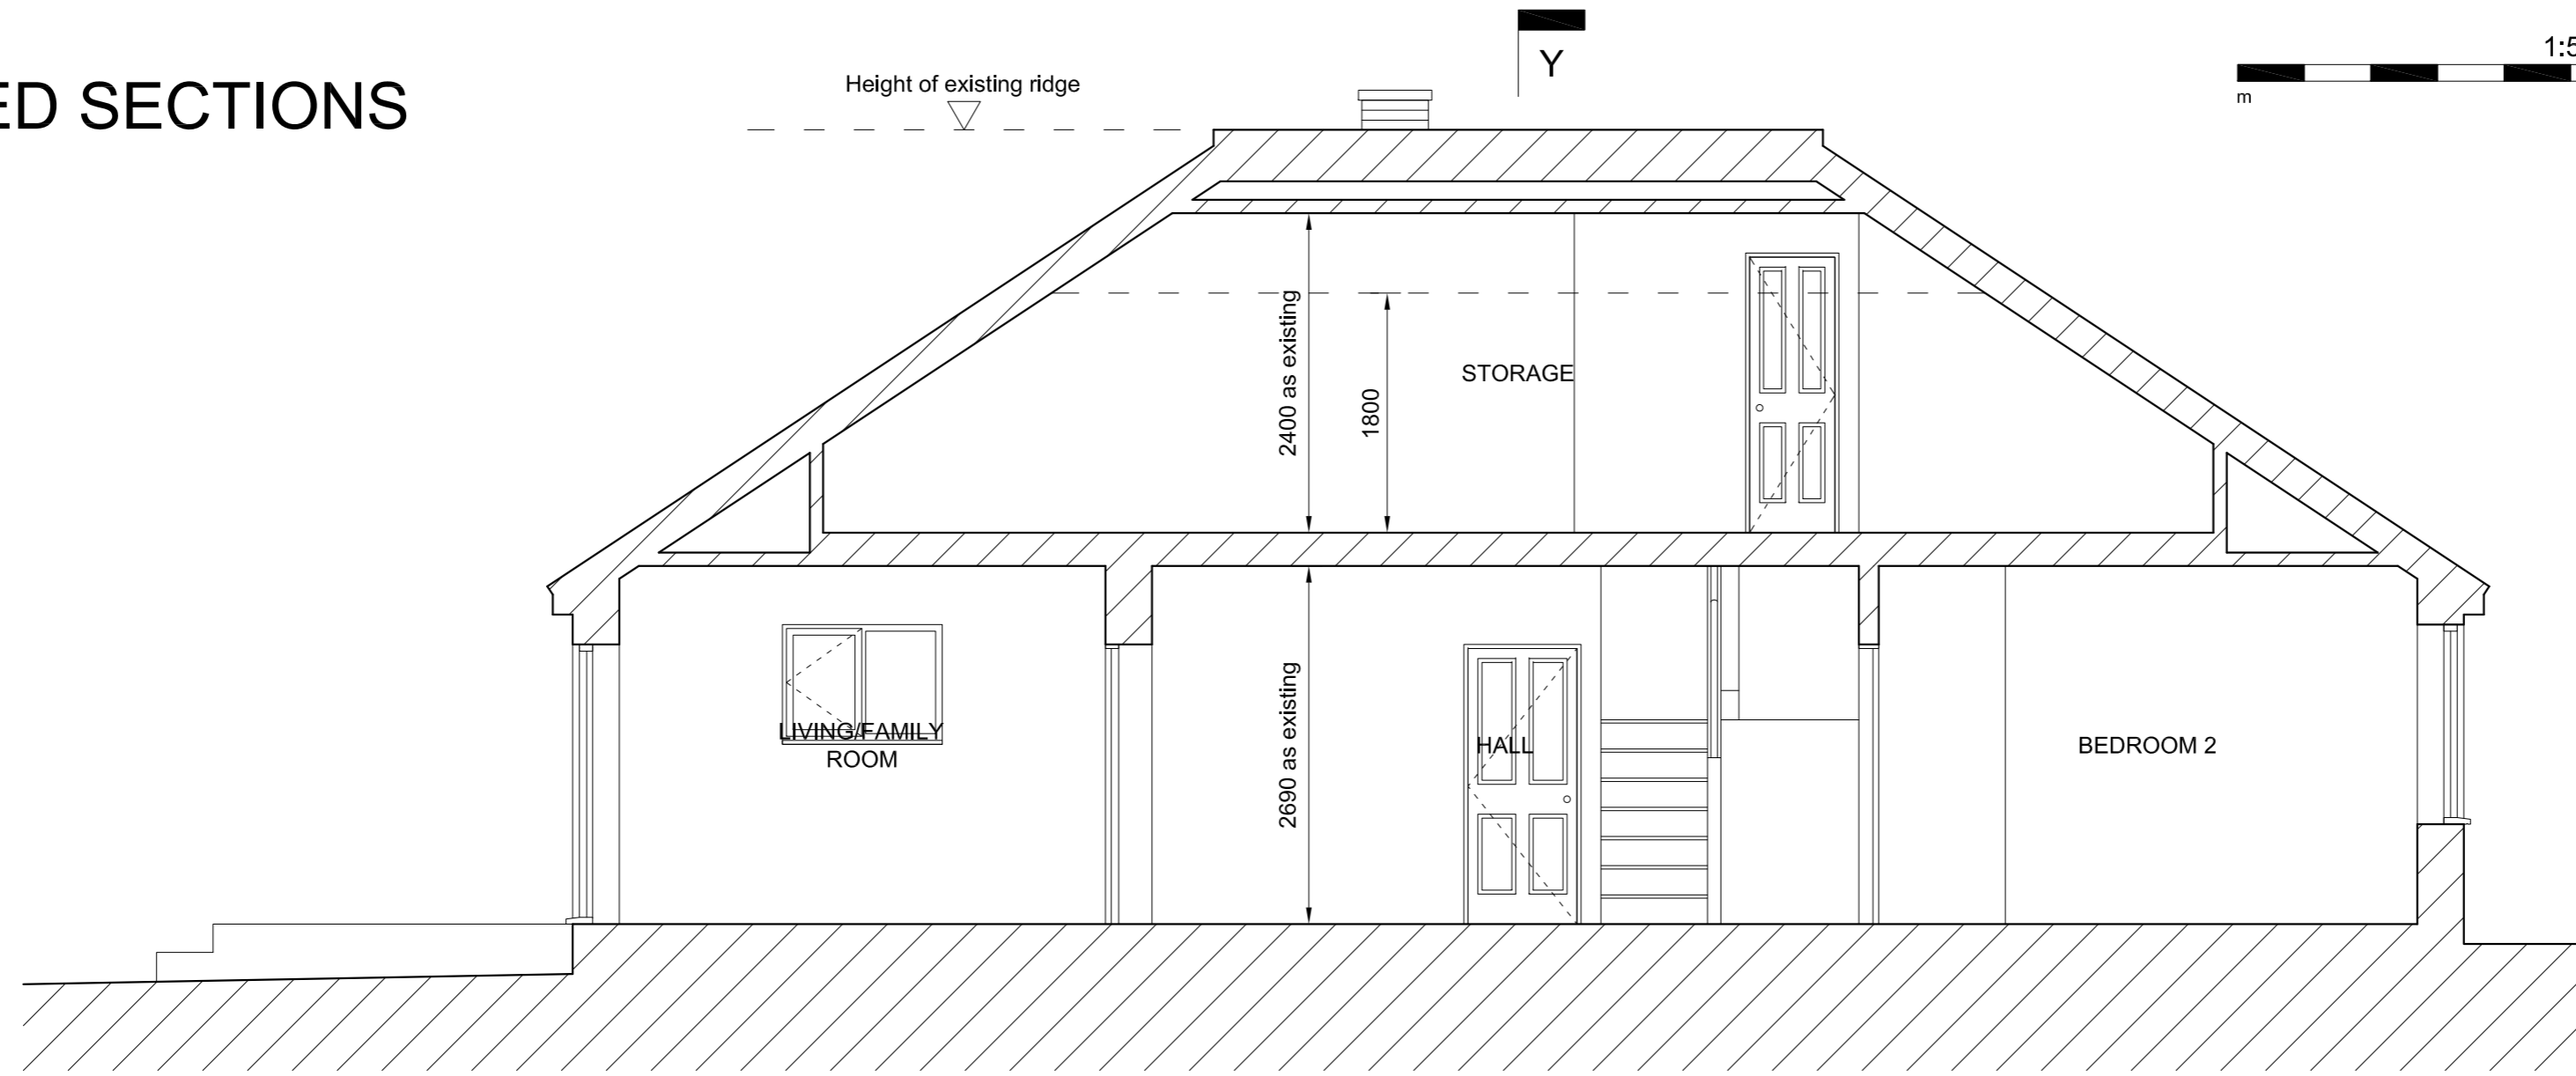 ED SECTIONS
Height of existing ridge
Y
1:5
m
2400 as existing
1800
STORAGE
LIVING/FAMILY
ROOM
2690 as existing
HALL
BEDROOM 2